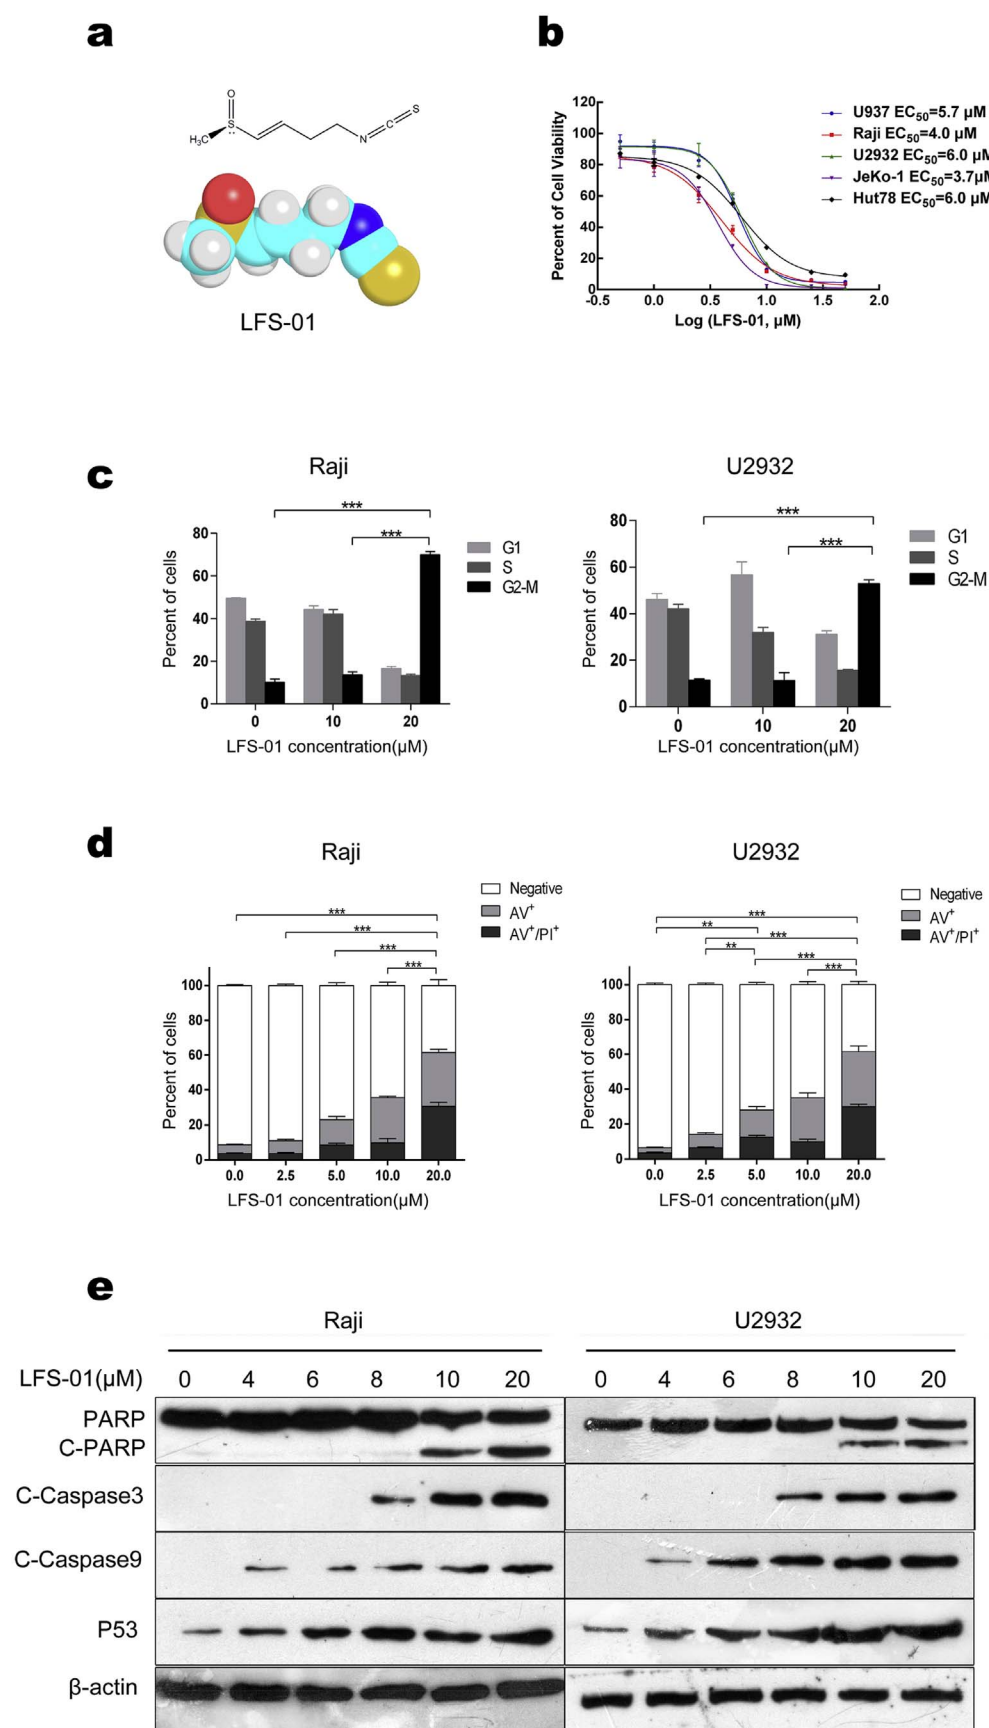 a
b
O
S
H₃C
S
N
C
S
LFS-01
Percent of Cell Viability
120
100
80
60
40
20
0
-0.5 0.0 0.5 1.0 1.5 2.0
Log (LFS-01, μM)
U937 EC50=5.7 μM
Raji EC50=4.0 μM
U2932 EC50=6.0 μM
JeKo-1 EC50=3.7μM
Hut78 EC50=6.0 μM
c
Raji
***
***
Percent of cells
80
60
40
20
0
0 10 20
LFS-01 concentration(μM)
G1
S
G2-M
U2932
***
***
Percent of cells
80
60
40
20
0
0 10 20
LFS-01 concentration(μM)
G1
S
G2-M
d
Raji
Negative
AV⁺
AV⁺/PI⁺
***
***
***
***
Percent of cells
100
80
60
40
20
0
0.0 2.5 5.0 10.0 20.0
LFS-01 concentration(μM)
U2932
Negative
AV⁺
AV⁺/PI⁺
***
**
***
**
***
***
Percent of cells
100
80
60
40
20
0
0.0 2.5 5.0 10.0 20.0
LFS-01 concentration(μM)
e
Raji U2932
LFS-01(μM) 0 4 6 8 10 20 0 4 6 8 10 20
PARP
C-PARP
C-Caspase3
C-Caspase9
P53
β-actin